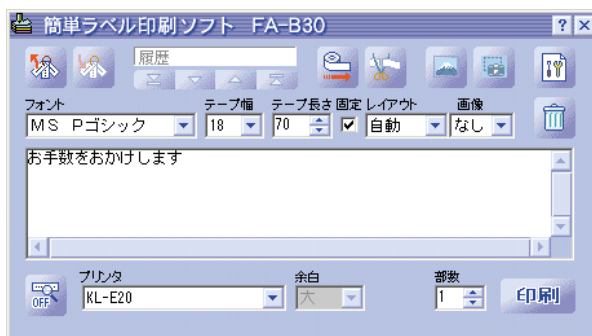 簡単ラベル印刷ソフト FA-B30
履歴
フォント テープ幅 テープ長さ 固定 レイアウト 画像
MS Pゴシック 18 70 自動 なし
お手数をおかけします
プリンタ 余白 部数
OFF KL-E20 大 1 印刷